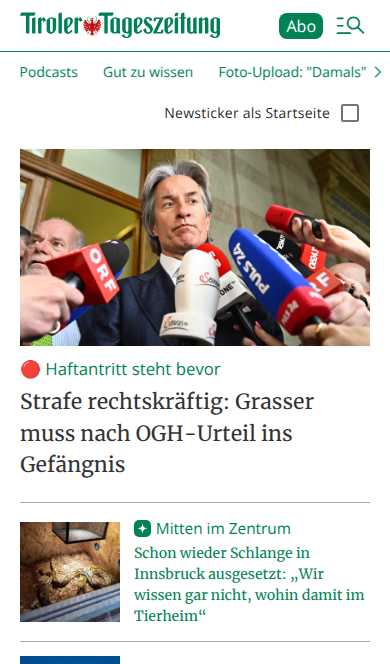 Tiroler Tageszeitung
Abo
Podcasts Gut zu wissen Foto-Upload: "Damals"
Newsticker als Startseite
ORF
PULS 24
PULS 24
Haftantritt steht bevor
Strafe rechtskräftig: Grasser
muss nach OGH-Urteil ins
Gefängnis
Mitten im Zentrum
Schon wieder Schlange in
Innsbruck ausgesetzt: „Wir
wissen gar nicht, wohin damit im
Tierheim“